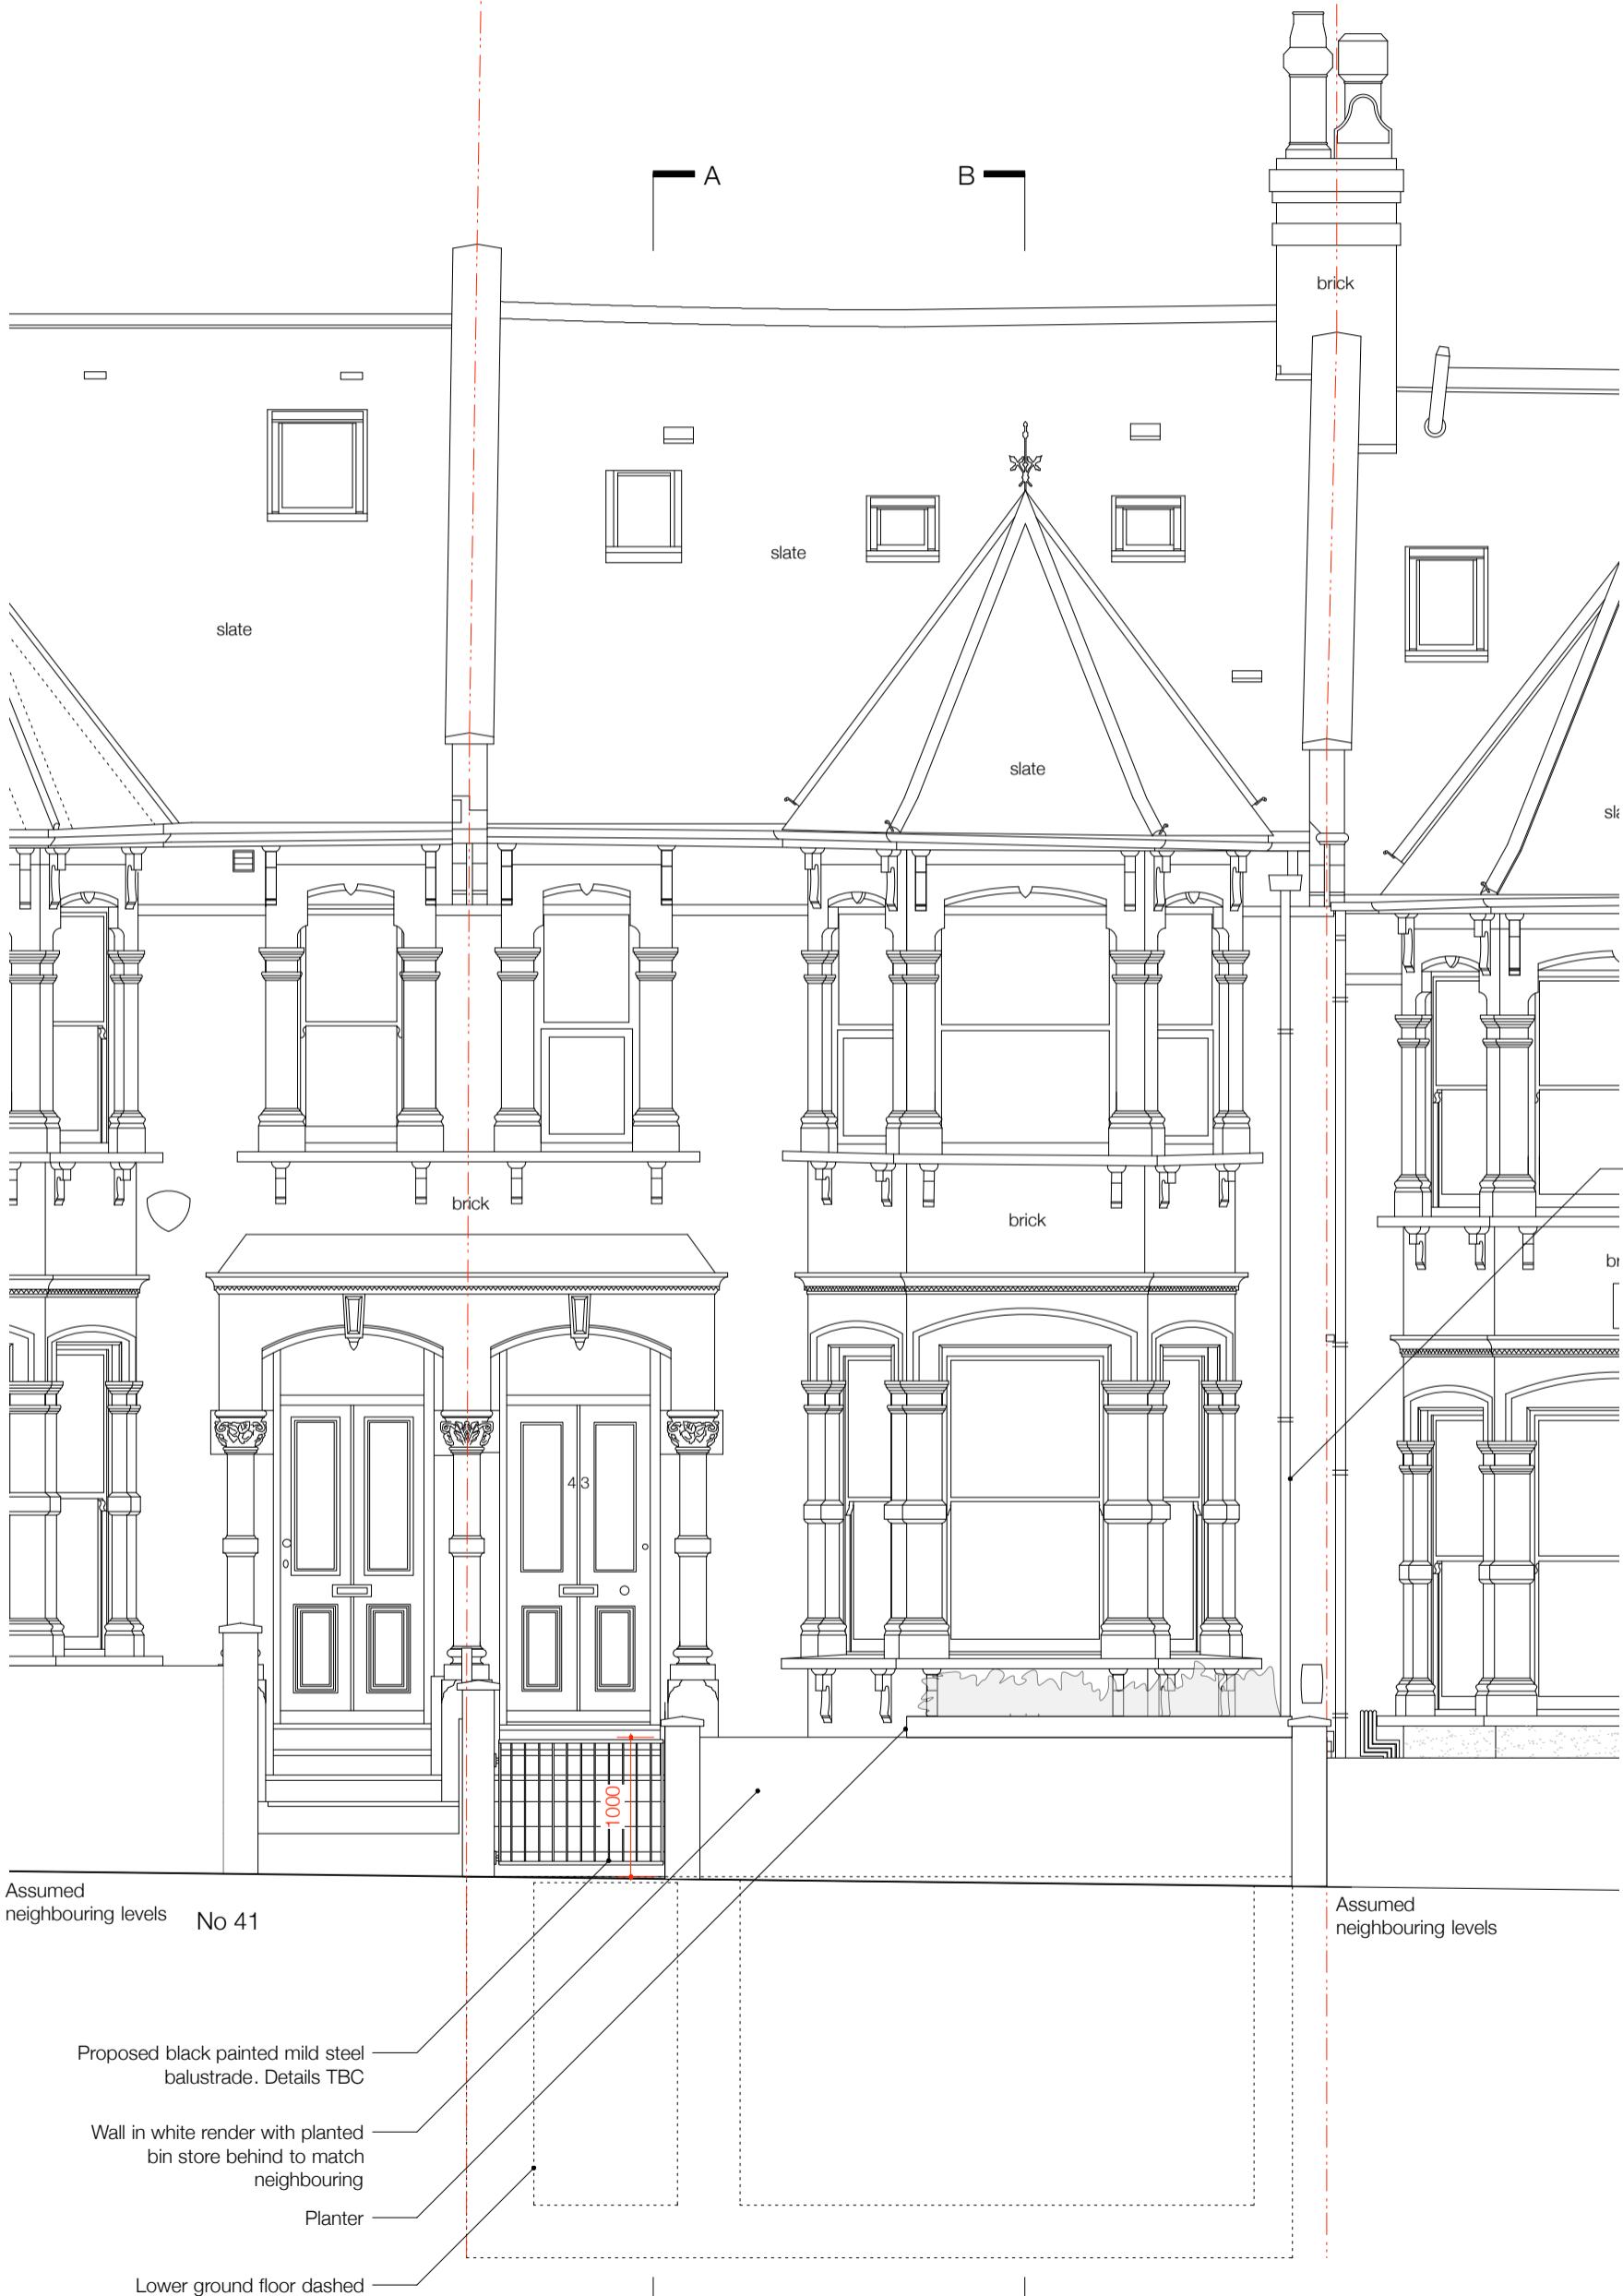 A
B
brick
slate
slate
slate
sla
brick
brick
br
43
1000
Assumed
neighbouring levels
No 41
Assumed
neighbouring levels
Proposed black painted mild steel
balustrade. Details TBC
Wall in white render with planted
bin store behind to match
neighbouring
Planter
Lower ground floor dashed